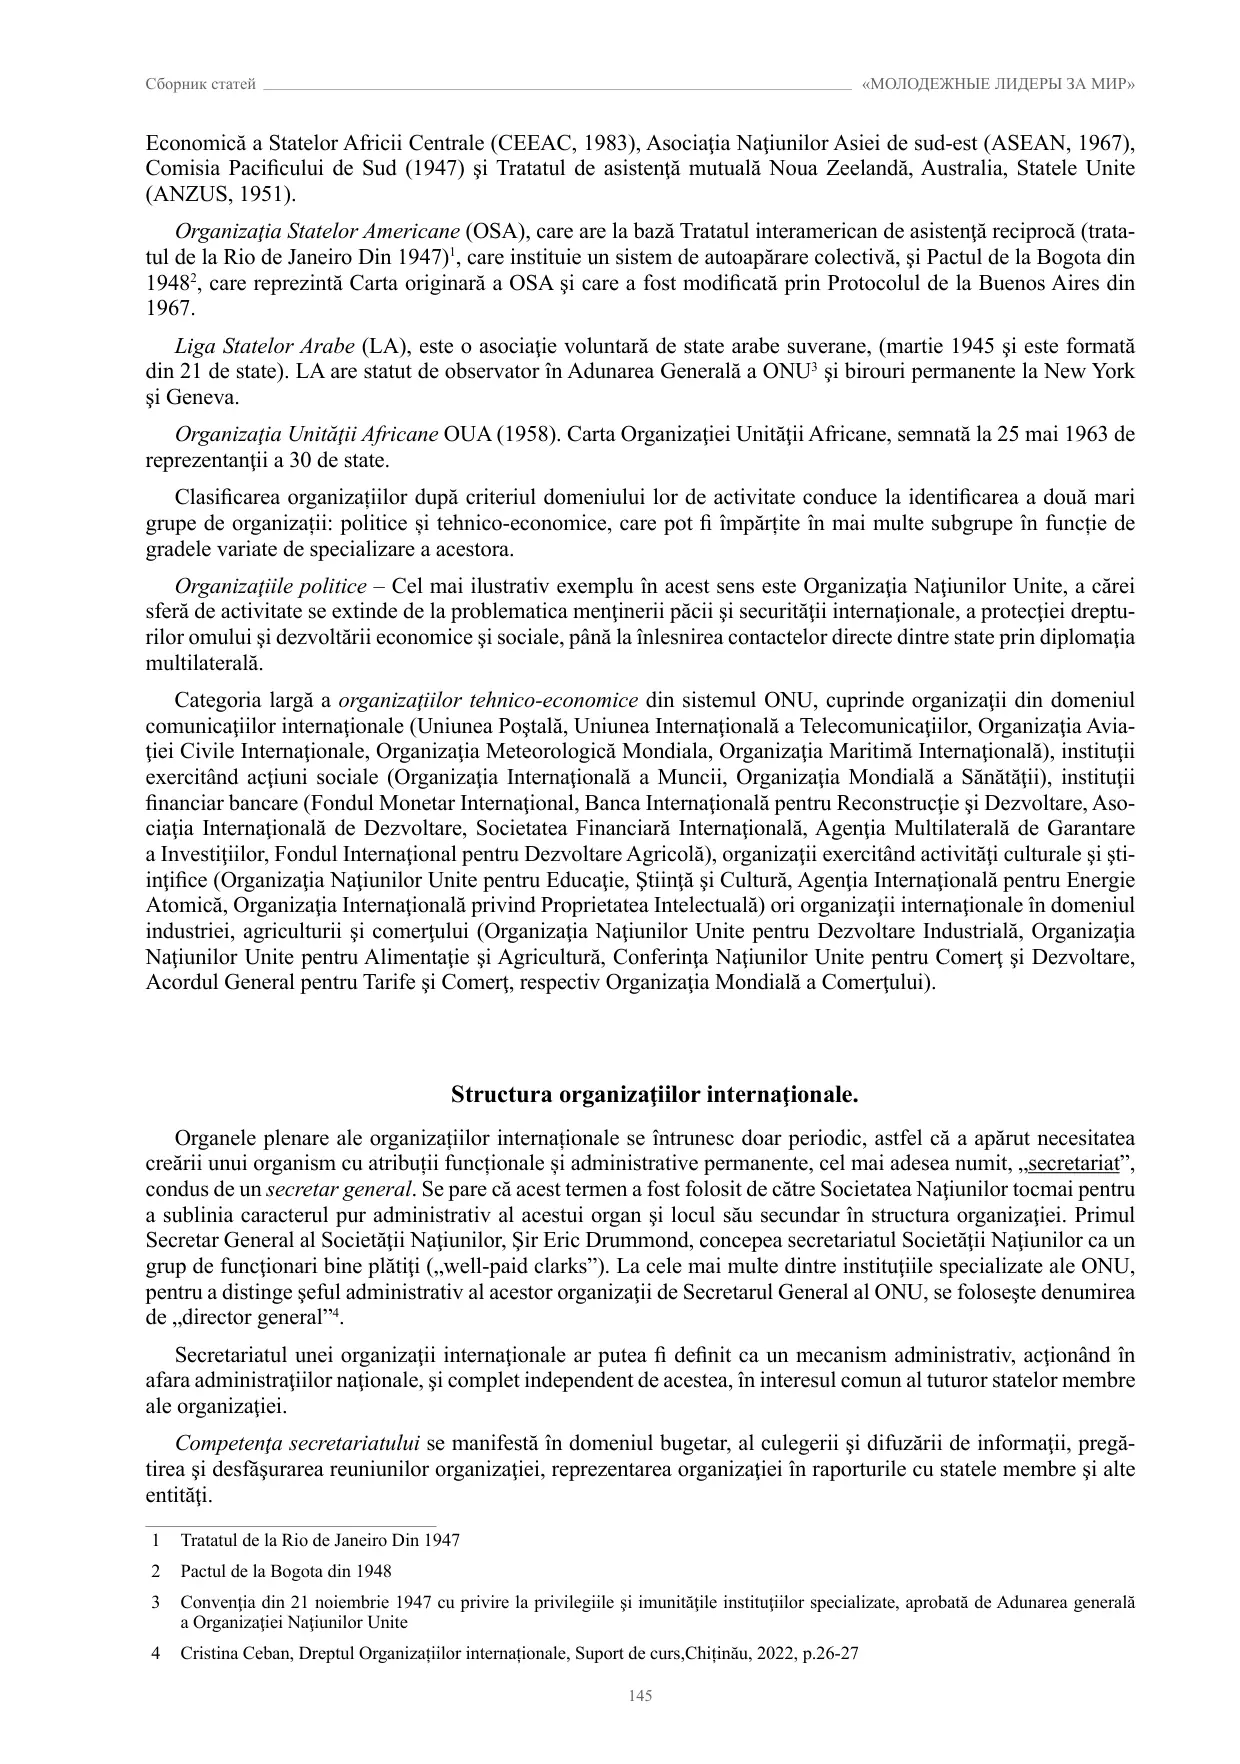 Сборник статей «МОЛОДЕЖНЫЕ ЛИДЕРЫ ЗА МИР»
Economică a Statelor Africii Centrale (CEEAC, 1983), Asociaţia Naţiunilor Asiei de sud-est (ASEAN, 1967),
Comisia Pacificului de Sud (1947) şi Tratatul de asistenţă mutuală Noua Zeelandă, Australia, Statele Unite
(ANZUS, 1951).
Organizaţia Statelor Americane (OSA), care are la bază Tratatul interamerican de asistenţă reciprocă (trata-
tul de la Rio de Janeiro Din 1947)1, care instituie un sistem de autoapărare colectivă, şi Pactul de la Bogota din
19482, care reprezintă Carta originară a OSA şi care a fost modificată prin Protocolul de la Buenos Aires din
1967.
Liga Statelor Arabe (LA), este o asociaţie voluntară de state arabe suverane, (martie 1945 şi este formată
din 21 de state). LA are statut de observator în Adunarea Generală a ONU3 şi birouri permanente la New York
şi Geneva.
Organizaţia Unităţii Africane OUA (1958). Carta Organizaţiei Unităţii Africane, semnată la 25 mai 1963 de
reprezentanţii a 30 de state.
Clasificarea organizațiilor după criteriul domeniului lor de activitate conduce la identificarea a două mari
grupe de organizații: politice și tehnico-economice, care pot fi împărțite în mai multe subgrupe în funcție de
gradele variate de specializare a acestora.
Organizaţiile politice – Cel mai ilustrativ exemplu în acest sens este Organizaţia Naţiunilor Unite, a cărei
sferă de activitate se extinde de la problematica menţinerii păcii şi securităţii internaţionale, a protecţiei dreptu-
rilor omului şi dezvoltării economice şi sociale, până la înlesnirea contactelor directe dintre state prin diplomaţia
multilaterală.
Categoria largă a organizaţiilor tehnico-economice din sistemul ONU, cuprinde organizaţii din domeniul
comunicaţiilor internaţionale (Uniunea Poştală, Uniunea Internaţională a Telecomunicaţiilor, Organizaţia Avia-
ţiei Civile Internaţionale, Organizaţia Meteorologică Mondiala, Organizaţia Maritimă Internaţională), instituţii
exercitând acţiuni sociale (Organizaţia Internaţională a Muncii, Organizaţia Mondială a Sănătăţii), instituţii
financiar bancare (Fondul Monetar Internaţional, Banca Internaţională pentru Reconstrucţie şi Dezvoltare, Aso-
ciaţia Internaţională de Dezvoltare, Societatea Financiară Internaţională, Agenţia Multilaterală de Garantare
a Investiţiilor, Fondul Internaţional pentru Dezvoltare Agricolă), organizaţii exercitând activităţi culturale şi şti-
inţifice (Organizaţia Naţiunilor Unite pentru Educaţie, Ştiinţă şi Cultură, Agenţia Internaţională pentru Energie
Atomică, Organizaţia Internaţională privind Proprietatea Intelectuală) ori organizaţii internaţionale în domeniul
industriei, agriculturii şi comerţului (Organizaţia Naţiunilor Unite pentru Dezvoltare Industrială, Organizaţia
Naţiunilor Unite pentru Alimentaţie şi Agricultură, Conferinţa Naţiunilor Unite pentru Comerţ şi Dezvoltare,
Acordul General pentru Tarife şi Comerţ, respectiv Organizaţia Mondială a Comerţului).
Structura organizaţiilor internaţionale.
Organele plenare ale organizațiilor internaționale se întrunesc doar periodic, astfel că a apărut necesitatea
creării unui organism cu atribuții funcționale și administrative permanente, cel mai adesea numit, „secretariat”,
condus de un secretar general. Se pare că acest termen a fost folosit de către Societatea Naţiunilor tocmai pentru
a sublinia caracterul pur administrativ al acestui organ şi locul său secundar în structura organizaţiei. Primul
Secretar General al Societăţii Naţiunilor, Şir Eric Drummond, concepea secretariatul Societăţii Naţiunilor ca un
grup de funcţionari bine plătiţi („well-paid clarks”). La cele mai multe dintre instituţiile specializate ale ONU,
pentru a distinge şeful administrativ al acestor organizaţii de Secretarul General al ONU, se foloseşte denumirea
de „director general”4.
Secretariatul unei organizaţii internaţionale ar putea fi definit ca un mecanism administrativ, acţionând în
afara administraţiilor naţionale, şi complet independent de acestea, în interesul comun al tuturor statelor membre
ale organizaţiei.
Competenţa secretariatului se manifestă în domeniul bugetar, al culegerii şi difuzării de informaţii, pregă-
tirea şi desfăşurarea reuniunilor organizaţiei, reprezentarea organizaţiei în raporturile cu statele membre şi alte
entităţi.
1 Tratatul de la Rio de Janeiro Din 1947
2 Pactul de la Bogota din 1948
3 Convenţia din 21 noiembrie 1947 cu privire la privilegiile şi imunităţile instituţiilor specializate, aprobată de Adunarea generală
a Organizaţiei Naţiunilor Unite
4 Cristina Ceban, Dreptul Organizațiilor internaționale, Suport de curs,Chiținău, 2022, p.26-27
145